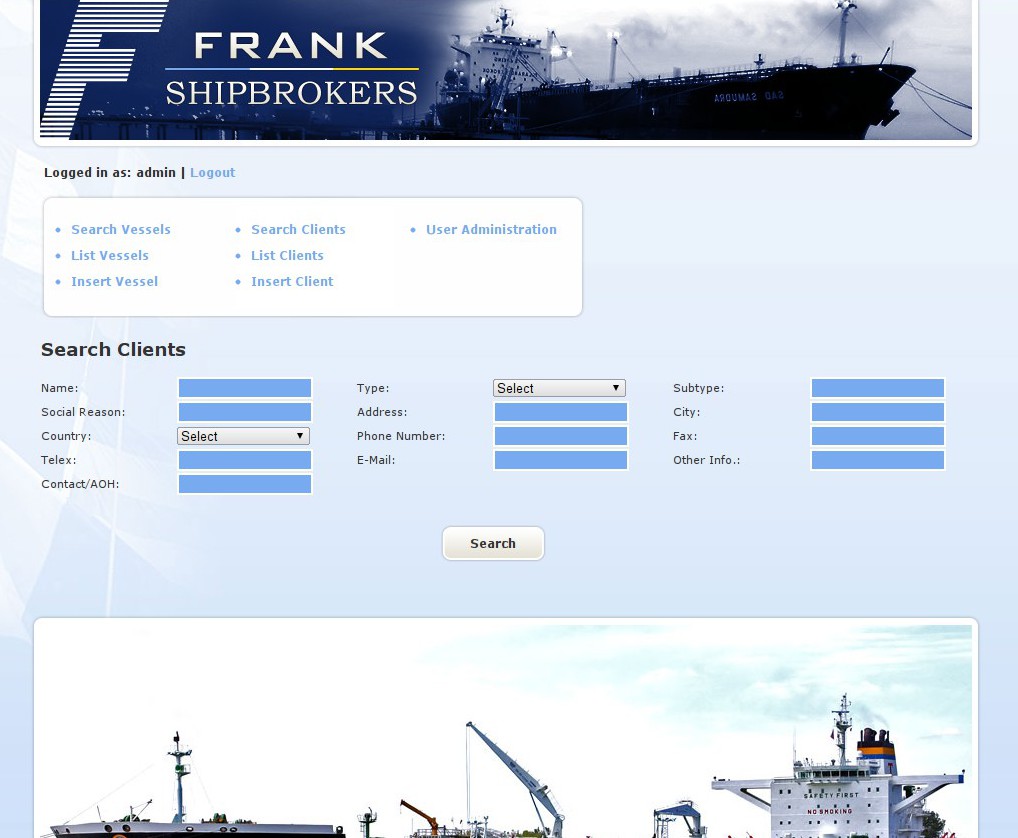 FRANK
SHIPBROKERS
Logged in as: admin | Logout
Search Vessels Search Clients User Administration
List Vessels List Clients
Insert Vessel Insert Client
Search Clients
Name: Type: Select Subtype:
Social Reason: Address: City:
Country: Select Phone Number: Fax:
Telex: E-Mail: Other Info.:
Contact/AOH:
Search
SAFETY FIRST
NO SMOKING